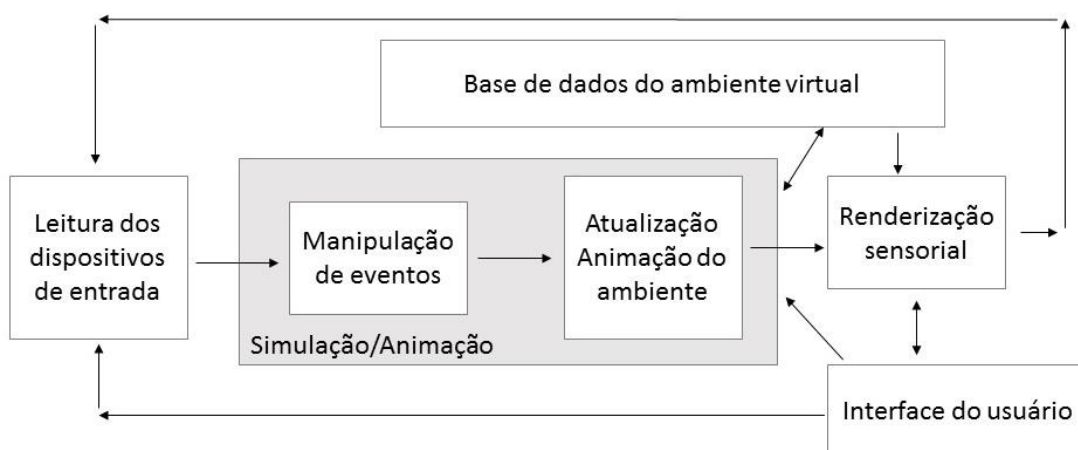 Base de dados do ambiente virtual
Leitura dos
dispositivos
de entrada
Manipulação
de eventos
Atualização
Animação do
ambiente
Simulação/Animação
Renderização
sensorial
Interface do usuário